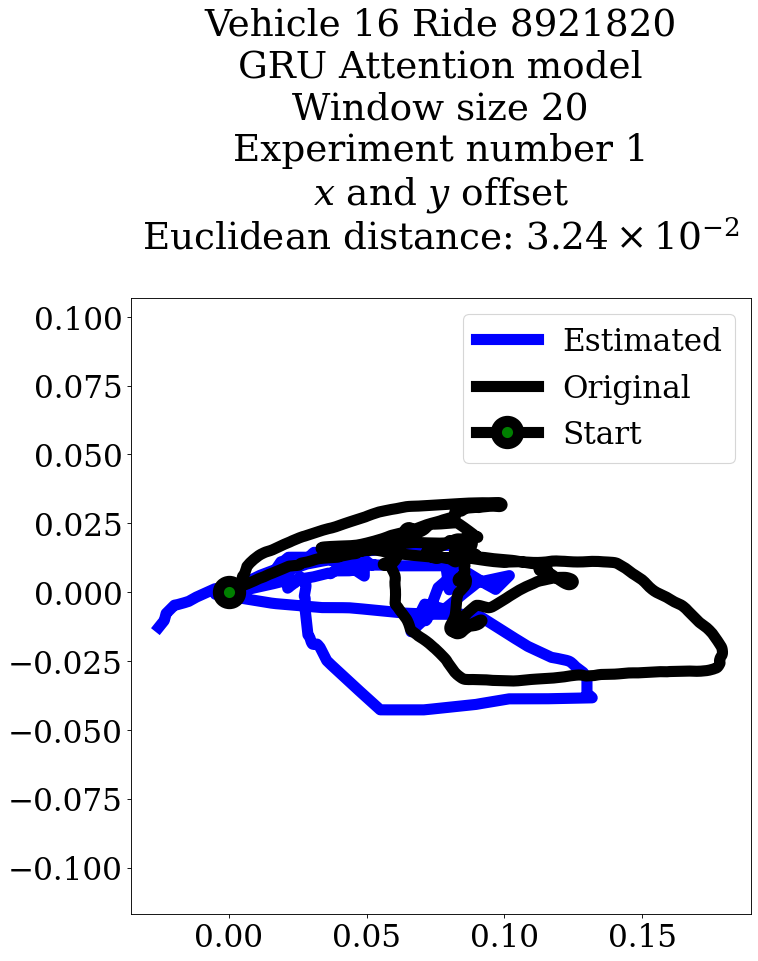 Vehicle 16 Ride 8921820
GRU Attention model
Window size 20
Experiment number 1
x and y offset
Euclidean distance: 3.24 × 10⁻²
Estimated
Original
Start
0.100
0.075
0.050
0.025
0.000
−0.025
−0.050
−0.075
−0.100
0.00 0.05 0.10 0.15